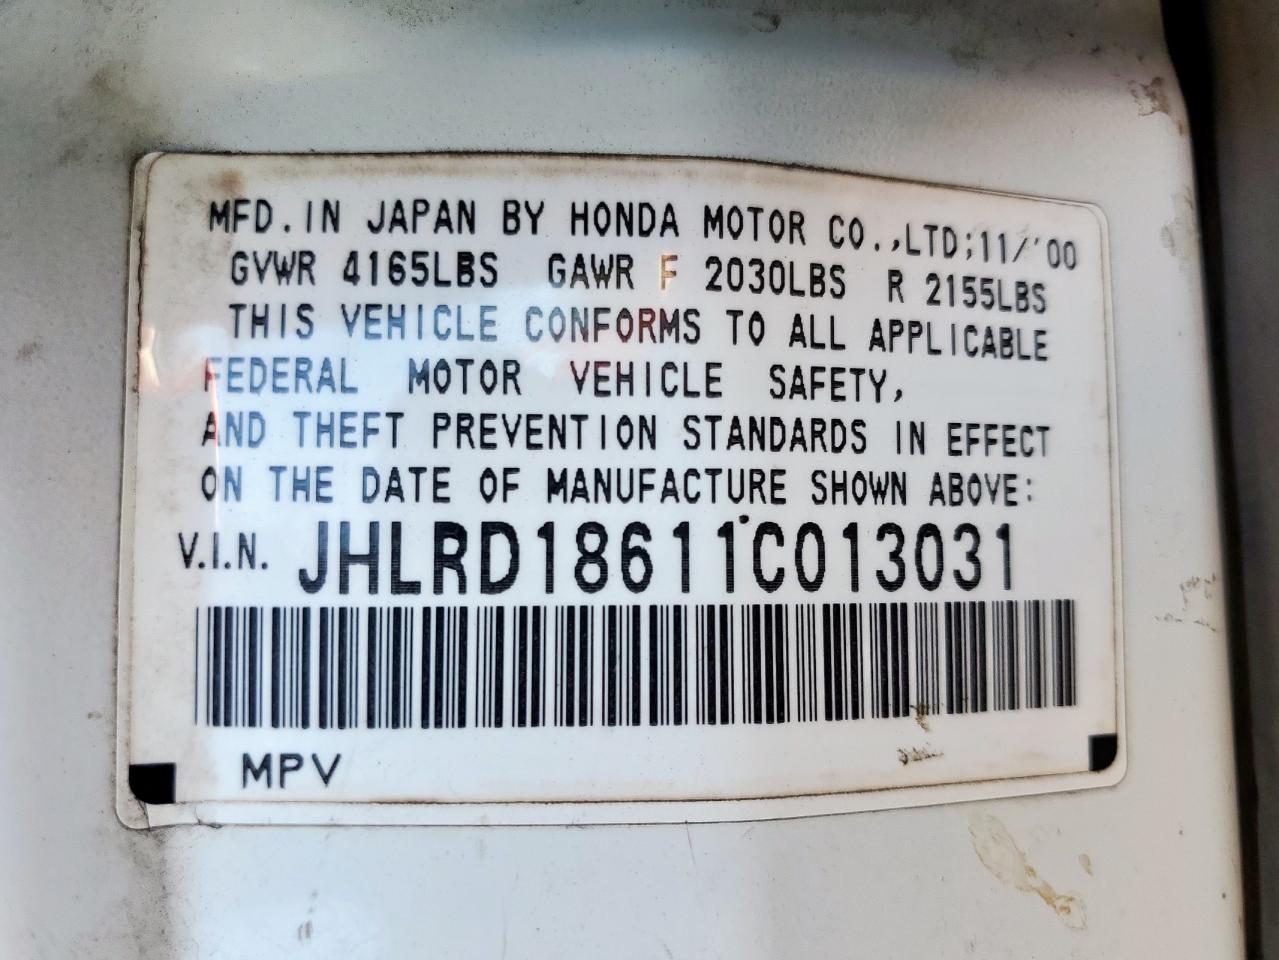 MFD. IN JAPAN BY HONDA MOTOR CO.,LTD;11/'00
GVWR 4165LBS GAWR F 2030LBS R 2155LBS
THIS VEHICLE CONFORMS TO ALL APPLICABLE
FEDERAL MOTOR VEHICLE SAFETY,
AND THEFT PREVENTION STANDARDS IN EFFECT
ON THE DATE OF MANUFACTURE SHOWN ABOVE:
V.I.N. JHLRD18611C013031
MPV